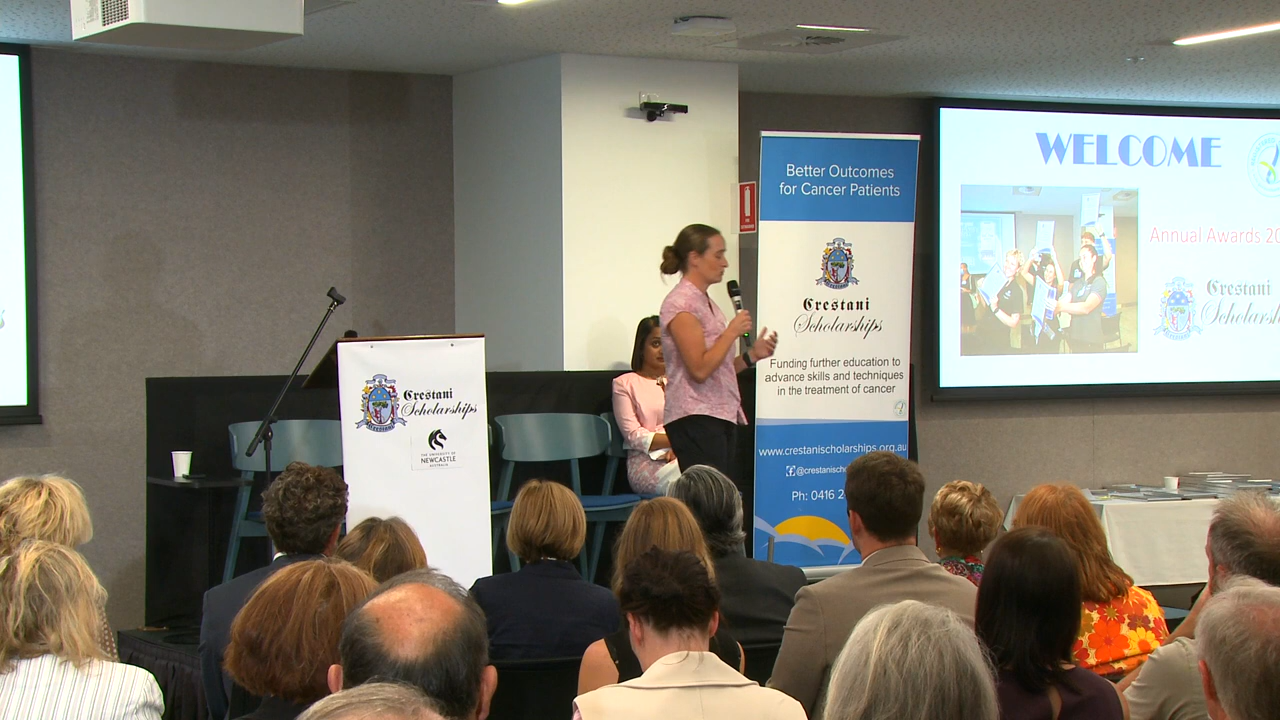 Crestani
Scholarships
THE UNIVERSITY OF
NEWCASTLE
AUSTRALIA
Better Outcomes
for Cancer Patients
Crestani
Scholarships
Funding further education to
advance skills and techniques
in the treatment of cancer
www.crestanischolarships.org.au
Ph: 0416 2
WELCOME
Annual Awards 20
Crestani